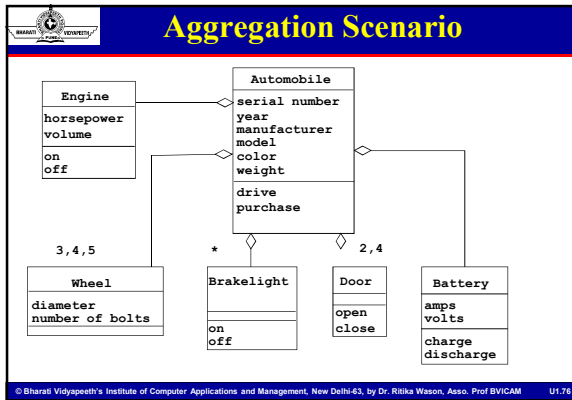 BHARATI
VIDYAPEETH
PUNE
Aggregation Scenario
Automobile
serial number
year
manufacturer
model
color
weight
drive
purchase
Engine
horsepower
volume
on
off
3,4,5
*
2,4
Wheel
diameter
number of bolts
Brakelight
on
off
Door
open
close
Battery
amps
volts
charge
discharge
© Bharati Vidyapeeth's Institute of Computer Applications and Management, New Delhi-63, by Dr. Ritika Wason, Asso. Prof BVICAM U1.76